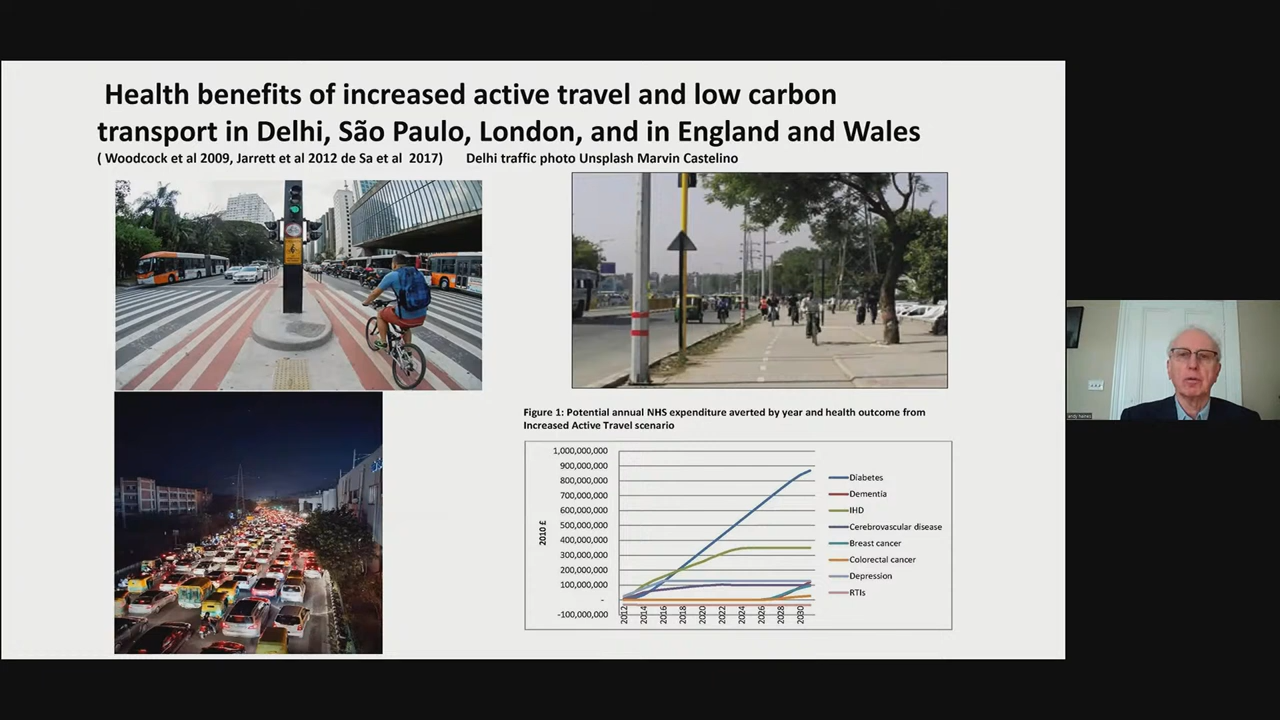 Health benefits of increased active travel and low carbon
transport in Delhi, São Paulo, London, and in England and Wales
( Woodcock et al 2009, Jarrett et al 2012 de Sa et al 2017) Delhi traffic photo Unsplash Marvin Castelino
Figure 1: Potential annual NHS expenditure averted by year and health outcome from
Increased Active Travel scenario
2010 £
1,000,000,000
900,000,000
800,000,000
700,000,000
600,000,000
500,000,000
400,000,000
300,000,000
200,000,000
100,000,000
-
-100,000,000
2012 2014 2016 2018 2020 2022 2024 2026 2028 2030
Diabetes
Dementia
IHD
Cerebrovascular disease
Breast cancer
Colorectal cancer
Depression
RTIs